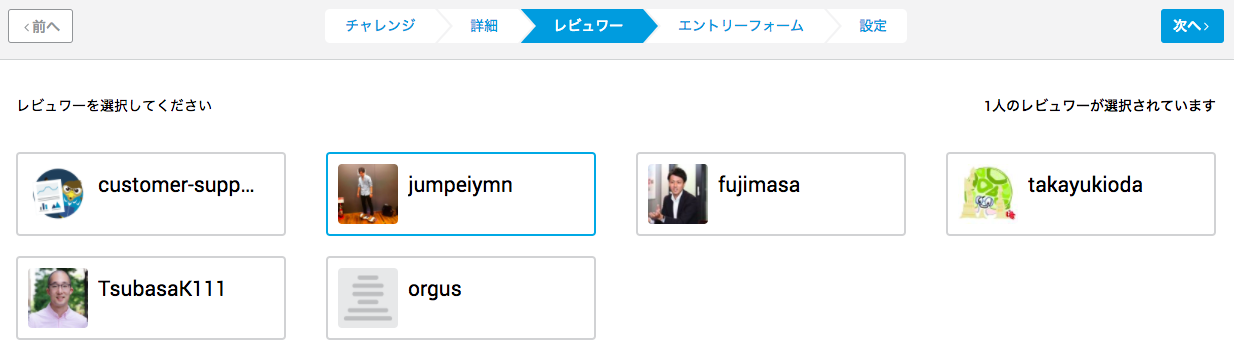 ‹ 前へ
チャレンジ
詳細
レビュワー
エントリーフォーム
設定
次へ ›
レビュワーを選択してください
1人のレビュワーが選択されています
customer-supp...
jumpeiymn
fujimasa
takayukioda
TsubasaK111
orgus